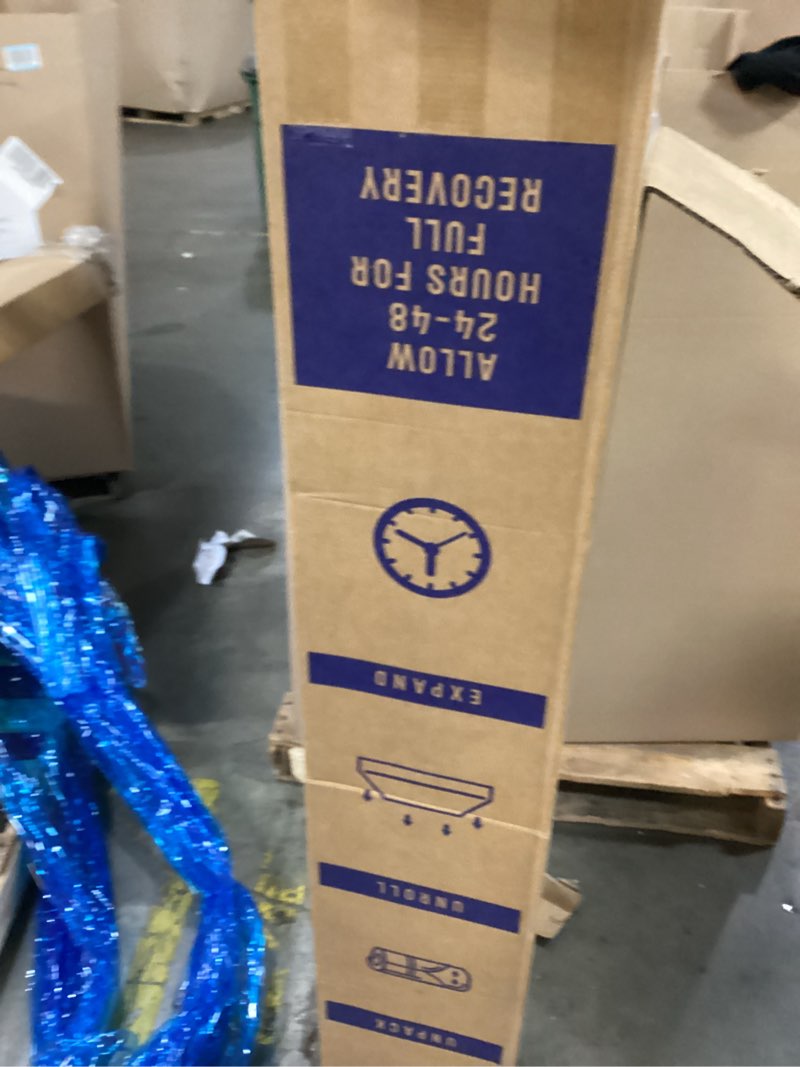 UNPACK
UNROLL
EXPAND
ALLOW
24-48
HOURS FOR
FULL
RECOVERY